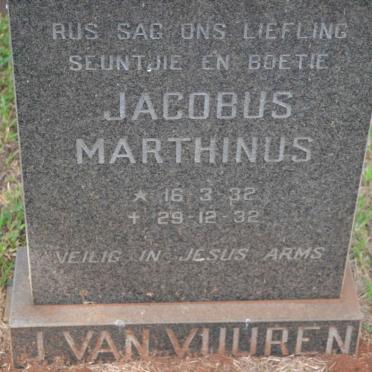 RUS SAG ONS LIEFLING
SEUNTJIE EN BOETIE
JACOBUS
MARTHINUS
* 16-3-32
+ 29-12-32
VEILIG IN JESUS ARMS
J. VAN VUUREN